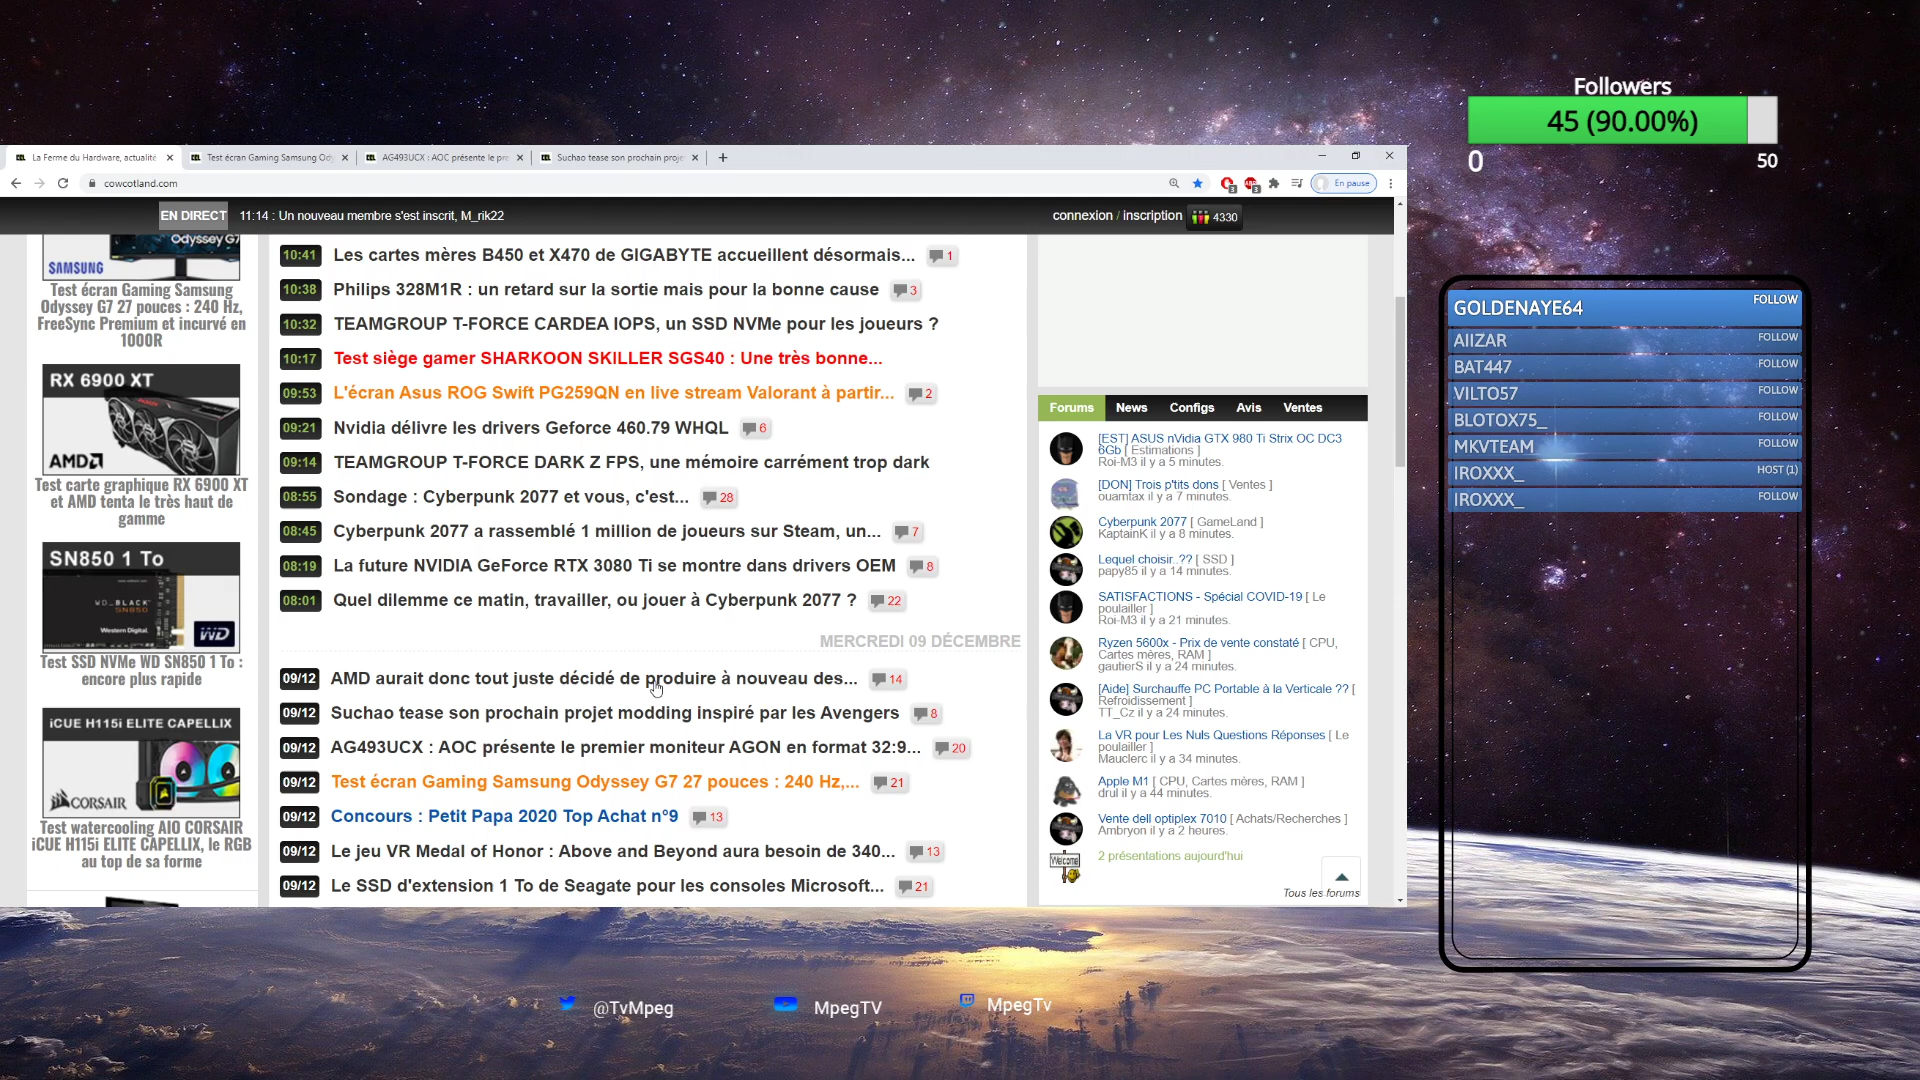 Followers
45 (90.00%)
0
50
La Ferme du Hardware, actualité
Test écran Gaming Samsung Od
AG493UCX : AOC présente le pre
Suchao tease son prochain proje
cowcotland.com
En pause
EN DIRECT
11:14 : Un nouveau membre s'est inscrit, M_rik22
connexion / inscription
4330
Odyssey G7
SAMSUNG
Test écran Gaming Samsung
Odyssey G7 27 pouces : 240 Hz,
FreeSync Premium et incurvé en
1000R
RX 6900 XT
AMD
Test carte graphique RX 6900 XT
et AMD tenta le très haut de
gamme
SN850 1 To
WD_BLACK
SN850
Western Digital.
WD
Test SSD NVMe WD SN850 1 To :
encore plus rapide
iCUE H115i ELITE CAPELLIX
CORSAIR
Test watercooling AIO CORSAIR
iCUE H115i ELITE CAPELLIX, le RGB
au top de sa forme
10:41 Les cartes mères B450 et X470 de GIGABYTE accueillent désormais... 1
10:38 Philips 328M1R : un retard sur la sortie mais pour la bonne cause 3
10:32 TEAMGROUP T-FORCE CARDEA IOPS, un SSD NVMe pour les joueurs ?
10:17 Test siège gamer SHARKOON SKILLER SGS40 : Une très bonne...
09:53 L'écran Asus ROG Swift PG259QN en live stream Valorant à partir... 2
09:21 Nvidia délivre les drivers Geforce 460.79 WHQL 6
09:14 TEAMGROUP T-FORCE DARK Z FPS, une mémoire carrément trop dark
08:55 Sondage : Cyberpunk 2077 et vous, c'est... 28
08:45 Cyberpunk 2077 a rassemblé 1 million de joueurs sur Steam, un... 7
08:19 La future NVIDIA GeForce RTX 3080 Ti se montre dans drivers OEM 8
08:01 Quel dilemme ce matin, travailler, ou jouer à Cyberpunk 2077 ? 22
MERCREDI 09 DÉCEMBRE
09/12 AMD aurait donc tout juste décidé de produire à nouveau des... 14
09/12 Suchao tease son prochain projet modding inspiré par les Avengers 8
09/12 AG493UCX : AOC présente le premier moniteur AGON en format 32:9... 20
09/12 Test écran Gaming Samsung Odyssey G7 27 pouces : 240 Hz,... 21
09/12 Concours : Petit Papa 2020 Top Achat n°9 13
09/12 Le jeu VR Medal of Honor : Above and Beyond aura besoin de 340... 13
09/12 Le SSD d'extension 1 To de Seagate pour les consoles Microsoft... 21
Forums News Configs Avis Ventes
[EST] ASUS nVidia GTX 980 Ti Strix OC DC3
6Gb [ Estimations ]
Roi-M3 il y a 5 minutes.
[DON] Trois p'tits dons [ Ventes ]
ouamtax il y a 7 minutes.
Cyberpunk 2077 [ GameLand ]
KaptainK il y a 8 minutes.
Lequel choisir..?? [ SSD ]
papy85 il y a 14 minutes.
SATISFACTIONS - Spécial COVID-19 [ Le
poulailler ]
Roi-M3 il y a 21 minutes.
Ryzen 5600x - Prix de vente constaté [ CPU,
Cartes mères, RAM ]
gautierS il y a 24 minutes.
[Aide] Surchauffe PC Portable à la Verticale ?? [
Refroidissement ]
TT_Cz il y a 24 minutes.
La VR pour Les Nuls Questions Réponses [ Le
poulailler ]
Mauclerc il y a 34 minutes.
Apple M1 [ CPU, Cartes mères, RAM ]
drul il y a 44 minutes.
Vente dell optiplex 7010 [ Achats/Recherches ]
Ambryon il y a 2 heures.
Welcome
2 présentations aujourd'hui
Tous les forums
GOLDENAYE64 FOLLOW
AIIZAR FOLLOW
BAT447 FOLLOW
VILTO57 FOLLOW
BLOTOX75_ FOLLOW
MKVTEAM_ FOLLOW
IROXXX_ HOST (1)
IROXXX_ FOLLOW
@TvMpeg
MpegTV
MpegTv